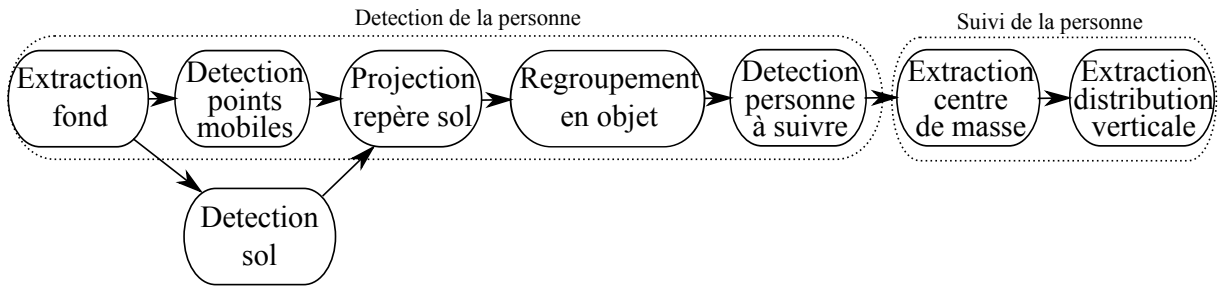 Detection de la personne
Suivi de la personne
Extraction
fond
Detection
points
mobiles
Projection
repère sol
Regroupement
en objet
Detection
personne
à suivre
Extraction
centre
de masse
Extraction
distribution
verticale
Detection
sol